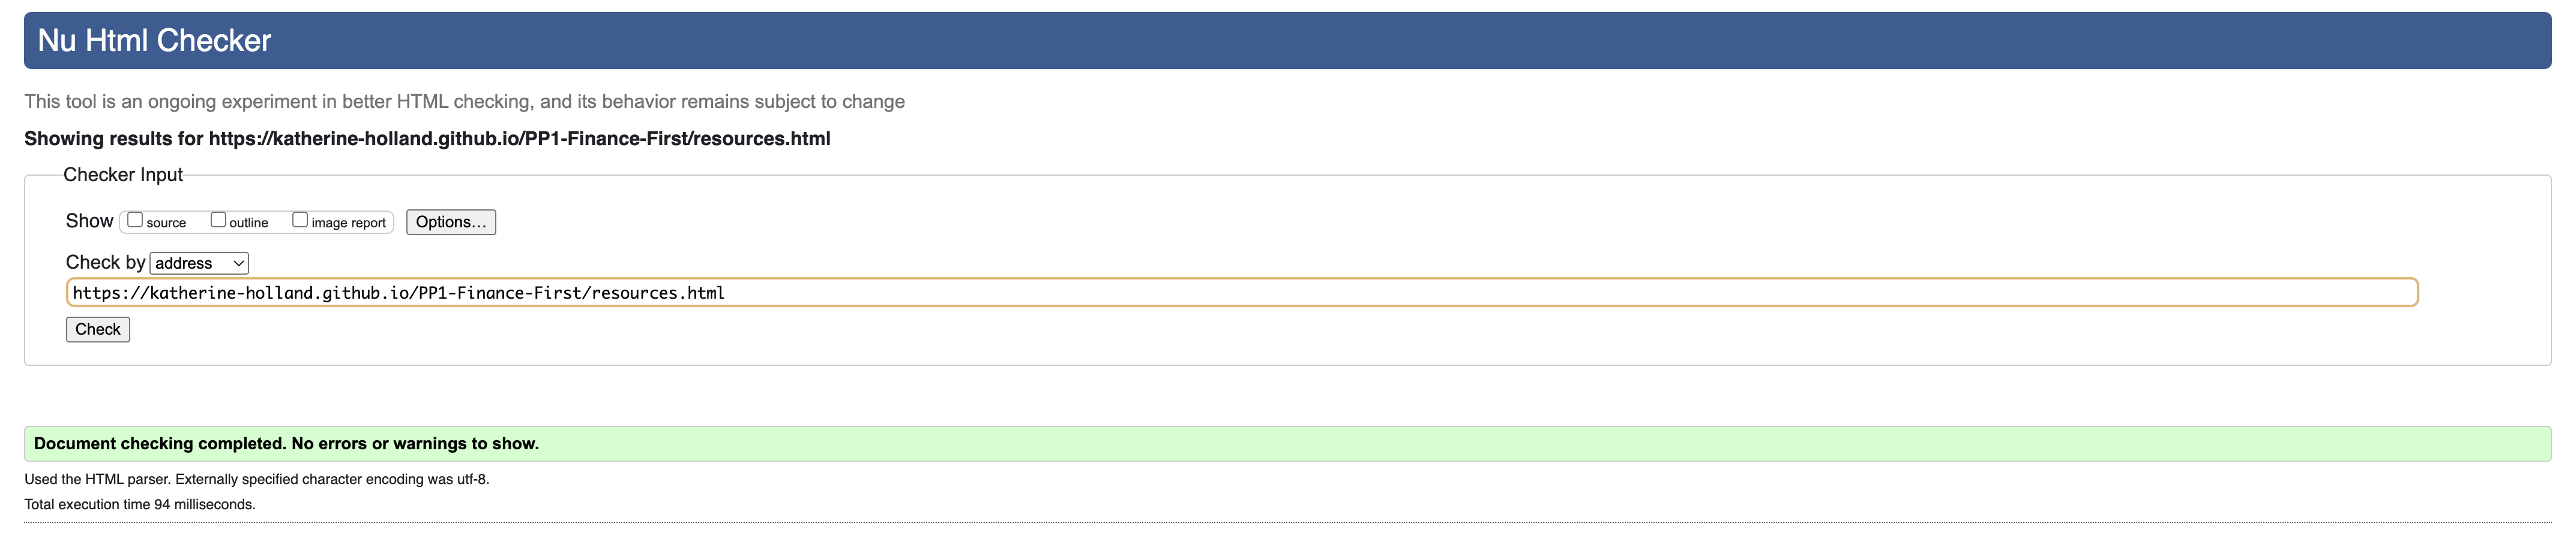 Nu Html Checker
This tool is an ongoing experiment in better HTML checking, and its behavior remains subject to change
Showing results for https://katherine-holland.github.io/PP1-Finance-First/resources.html
Checker Input
Show source outline image report Options...
Check by address
https://katherine-holland.github.io/PP1-Finance-First/resources.html
Check
Document checking completed. No errors or warnings to show.
Used the HTML parser. Externally specified character encoding was utf-8.
Total execution time 94 milliseconds.